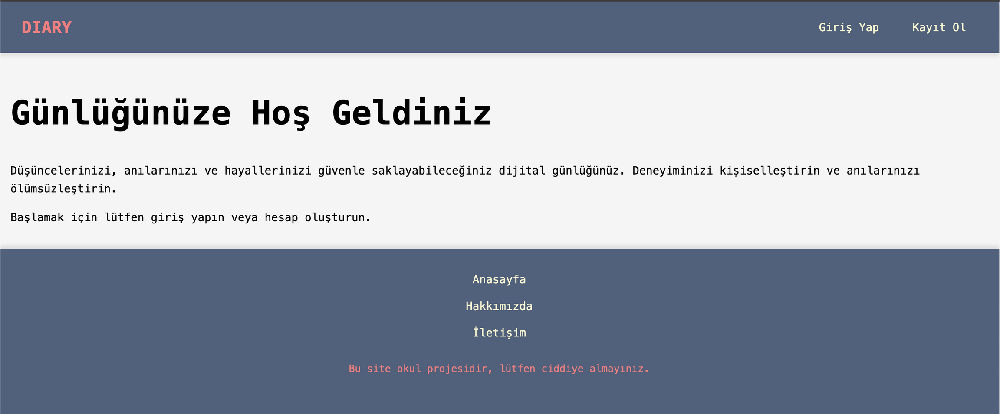 DIARY
Giriş Yap
Kayıt Ol
Günlüğünüze Hoş Geldiniz
Düşüncelerinizi, anılarınızı ve hayallerinizi güvenle saklayabileceğiniz dijital günlüğünüz. Deneyiminizi kişiselleştirin ve anılarınızı
ölümsüzleştirin.
Başlamak için lütfen giriş yapın veya hesap oluşturun.
Anasayfa
Hakkımızda
İletişim
Bu site okul projesidir, lütfen ciddiye almayınız.